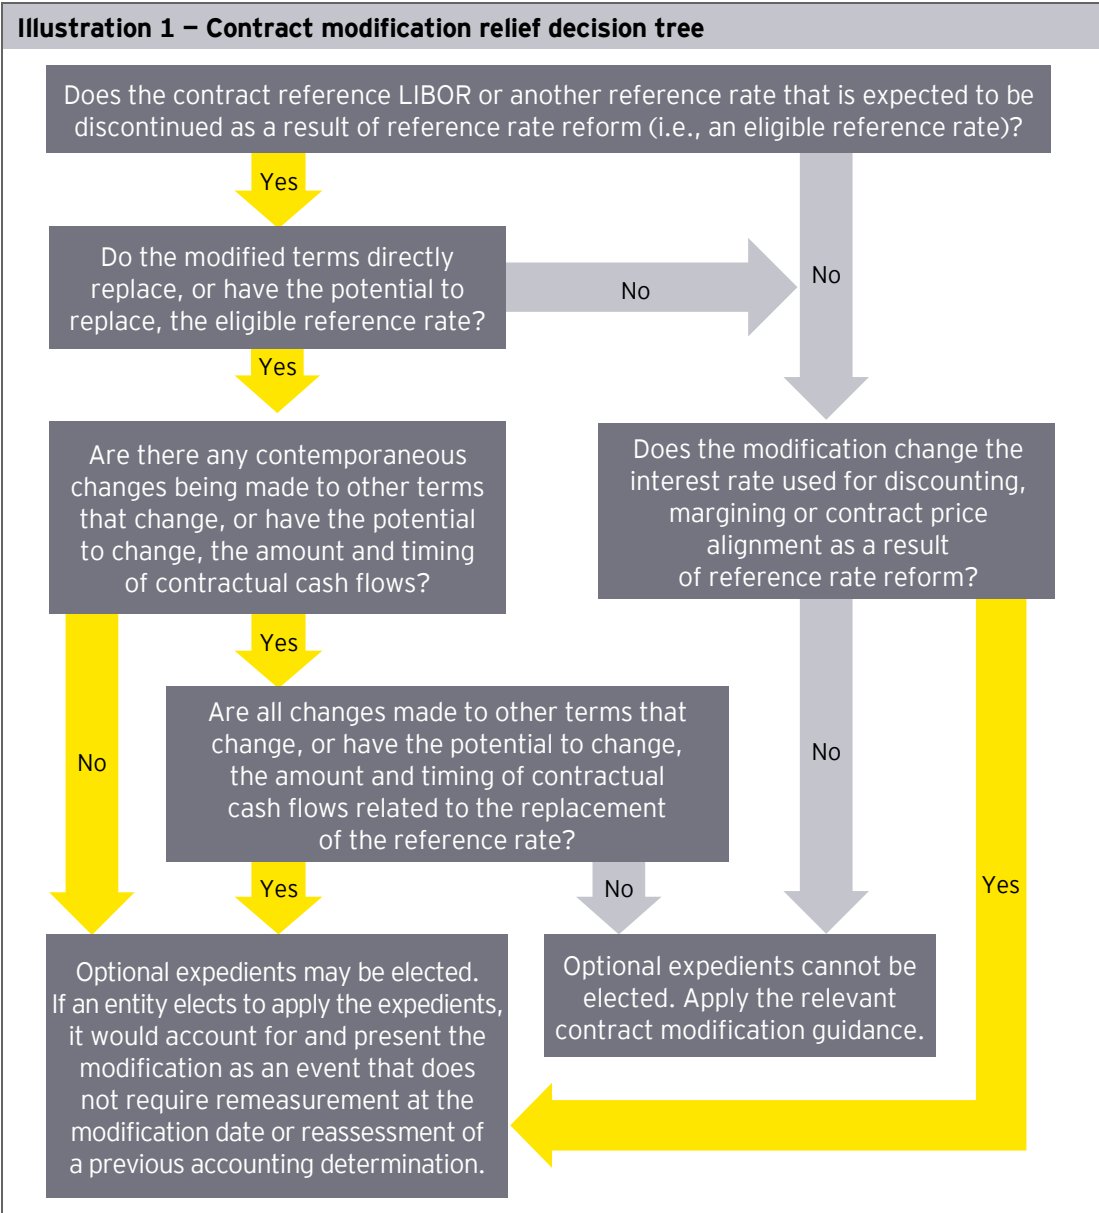 Illustration 1 – Contract modification relief decision tree
Does the contract reference LIBOR or another reference rate that is expected to be
discontinued as a result of reference rate reform (i.e., an eligible reference rate)?
Yes
No
Do the modified terms directly
replace, or have the potential to
replace, the eligible reference rate?
No
Yes
Are there any contemporaneous
changes being made to other terms
that change, or have the potential
to change, the amount and timing
of contractual cash flows?
Does the modification change the
interest rate used for discounting,
margining or contract price
alignment as a result
of reference rate reform?
No
Yes
Are all changes made to other terms that
change, or have the potential to change,
the amount and timing of contractual
cash flows related to the replacement
of the reference rate?
No
Yes
Yes
No
Optional expedients may be elected.
If an entity elects to apply the expedients,
it would account for and present the
modification as an event that does
not require remeasurement at the
modification date or reassessment of
a previous accounting determination.
Optional expedients cannot be
elected. Apply the relevant
contract modification guidance.